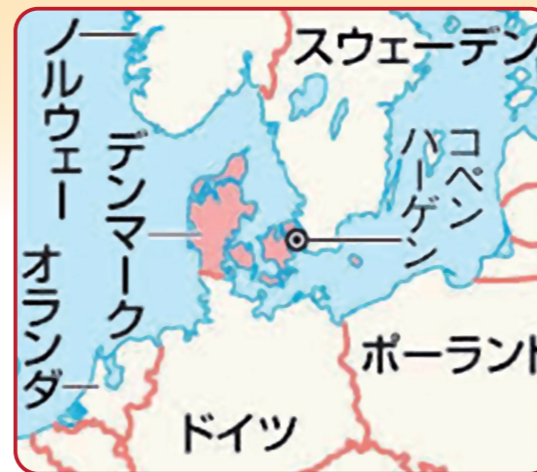 ノルウェー
スウェーデン
デンマーク
コペン
ハーゲン
オランダ
ポーランド
ドイツ